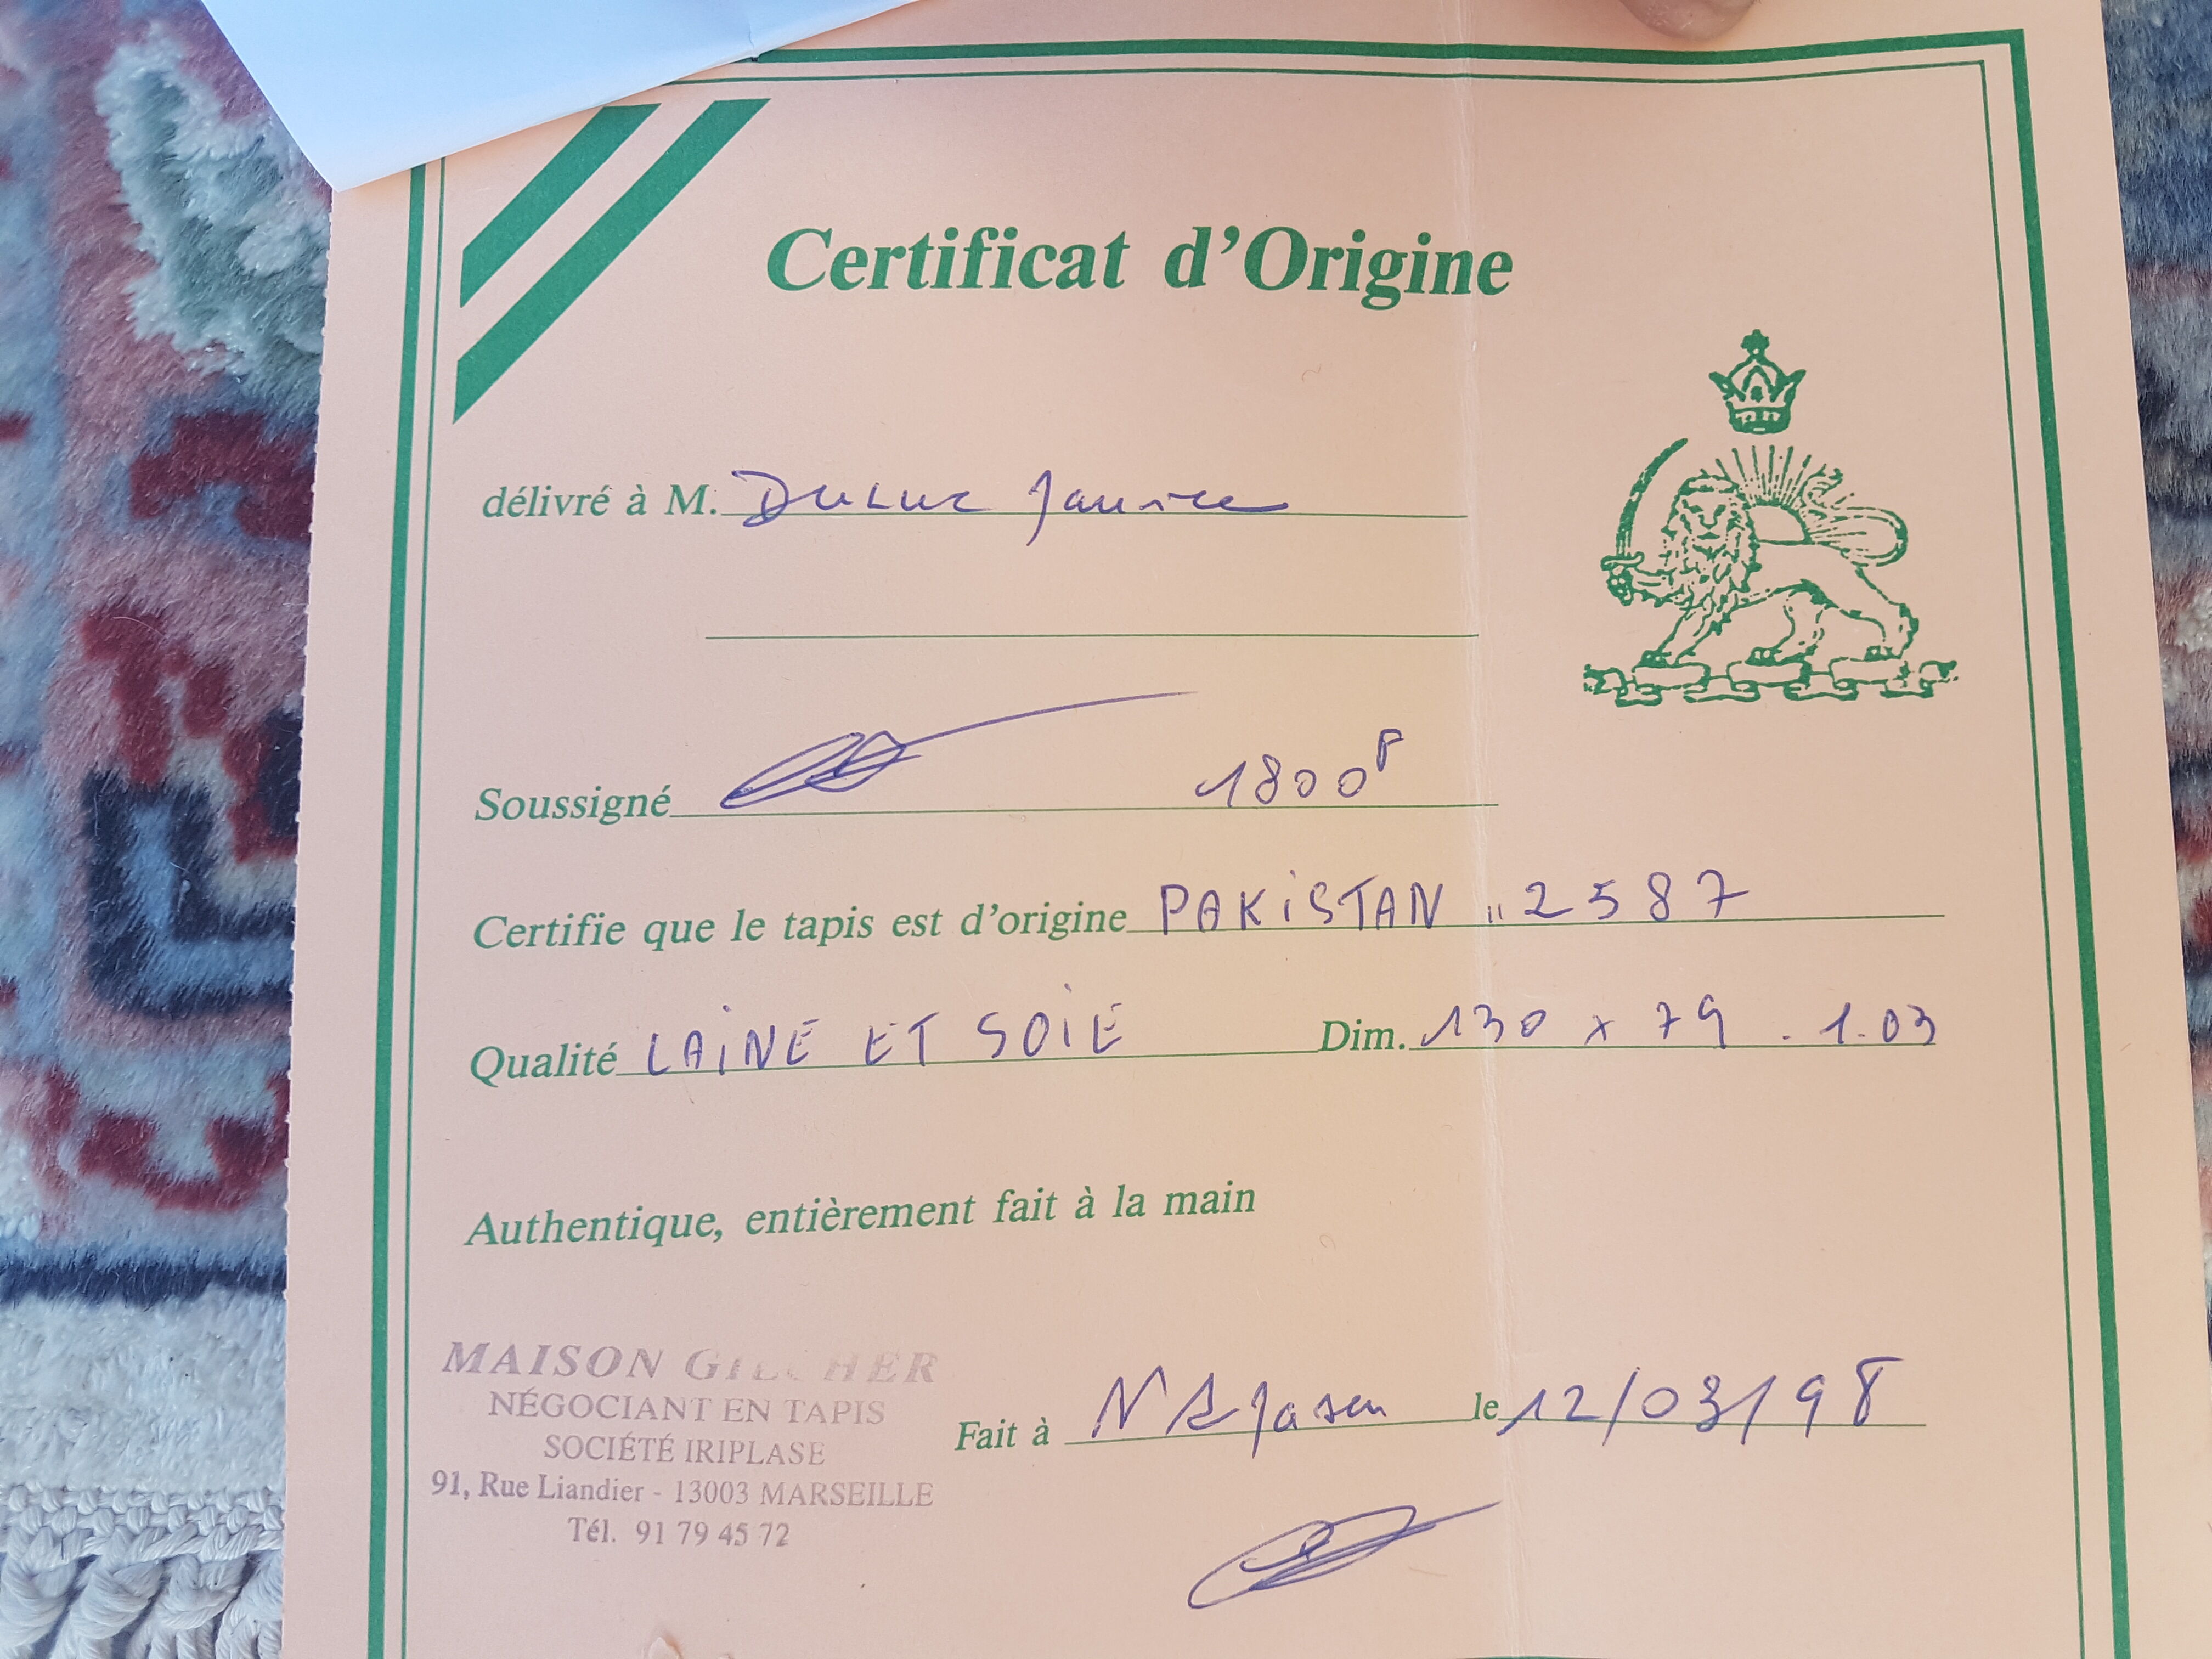 Certificat d'Origine
délivré à M. DuLuc
Soussigné 1800F
Certifie que le tapis est d'origine PAKiSTAN " 2587
Qualité LAiNE ET SOiE Dim. 130 x 79 . 1.03
Authentique, entièrement fait à la main
MAISON
NÉGOCIANT EN TAPIS
SOCIÉTÉ IRIPLASE
91, Rue Liandier - 13003 MARSEILLE
Tél. 91 79 45 72
Fait à le 12/03/98